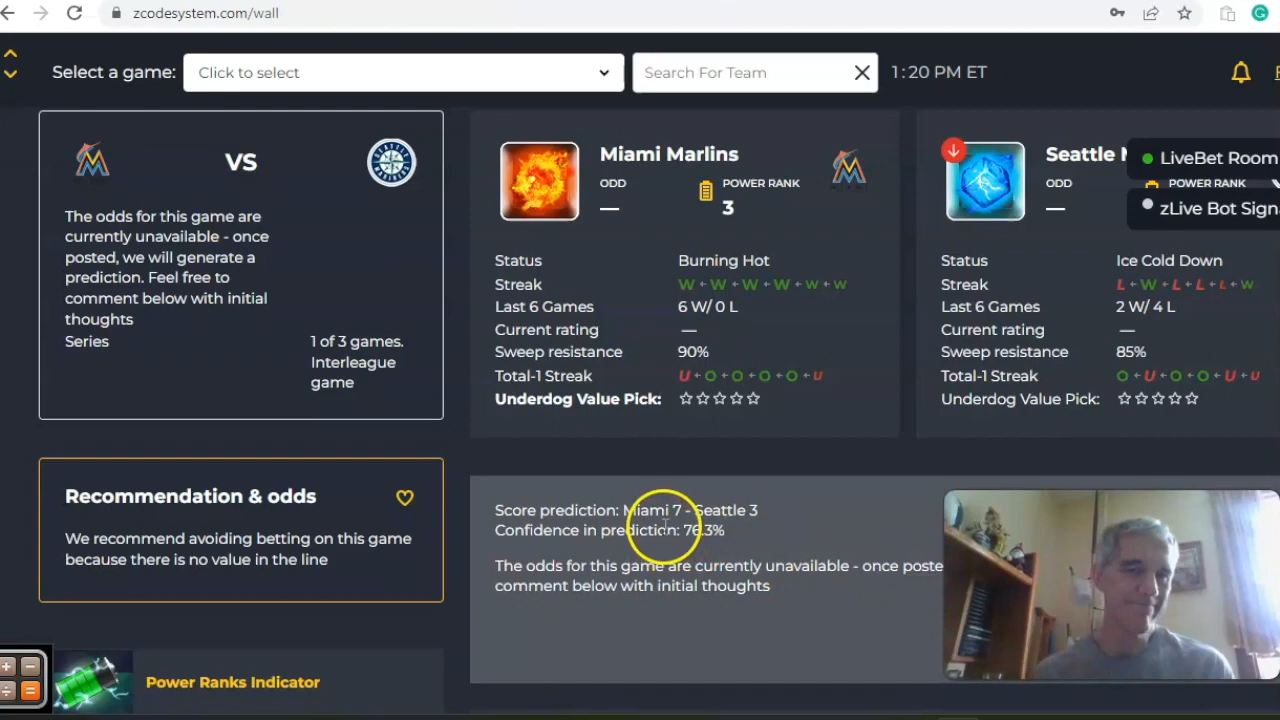 zcodesystem.com/wall
Select a game: Click to select Search For Team 1:20 PM ET
VS
The odds for this game are
currently unavailable - once
posted, we will generate a
prediction. Feel free to
comment below with initial
thoughts
Series 1 of 3 games.
Interleague
game
Miami Marlins
ODD POWER RANK
— 3
Status Burning Hot
Streak W W W W W W
Last 6 Games 6 W/ 0 L
Current rating —
Sweep resistance 90%
Total-1 Streak U O O O O U
Underdog Value Pick:
Seattle
ODD POWER RANK
—
Status Ice Cold Down
Streak L W L L L W
Last 6 Games 2 W/ 4 L
Current rating —
Sweep resistance 85%
Total-1 Streak O U O O U U
Underdog Value Pick:
LiveBet Room
zLive Bot Sign
Recommendation & odds
We recommend avoiding betting on this game
because there is no value in the line
Score prediction: Miami 7 - Seattle 3
Confidence in prediction: 76.3%
The odds for this game are currently unavailable - once poste
comment below with initial thoughts
Power Ranks Indicator